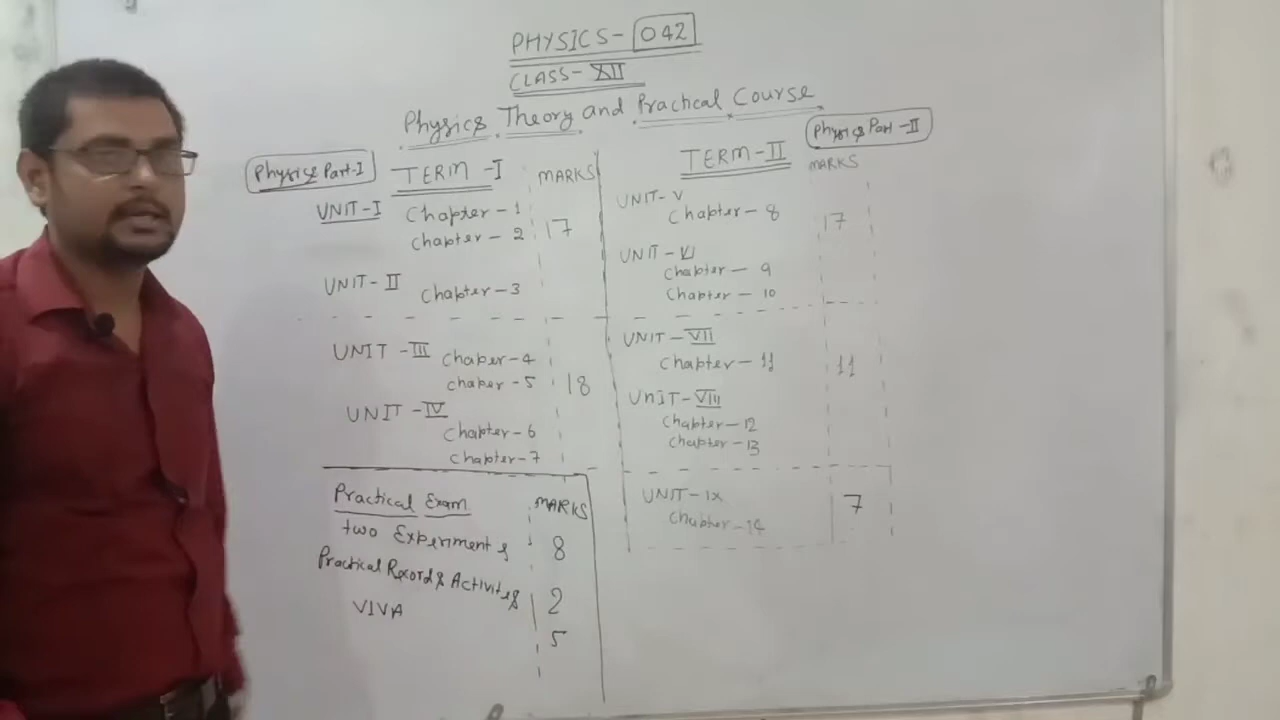 PHYSICS- 042
CLASS- XII
Physics Theory and Practical Course
Physics Part-I
TERM -I
MARKS
UNIT-I Chapter-1
Chapter- 2
17
UNIT- II Chapter-3
UNIT -III Chaper-4
Chaper -5
18
UNIT -IV
Chapter-6
Chapter-7
Practical Exam
MARKS
two Experiments 8
Practical Records Activites 2
VIVA
5
Physics Part -II
TERM-II
MARKS
UNIT- V
Chapter - 8
17
UNIT - VI
Chapter - 9
Chapter - 10
UNIT - VII
Chapter - 11
11
UNIT- VIII
Chapter-12
Chapter-13
UNIT-IX
Chapter-14
7